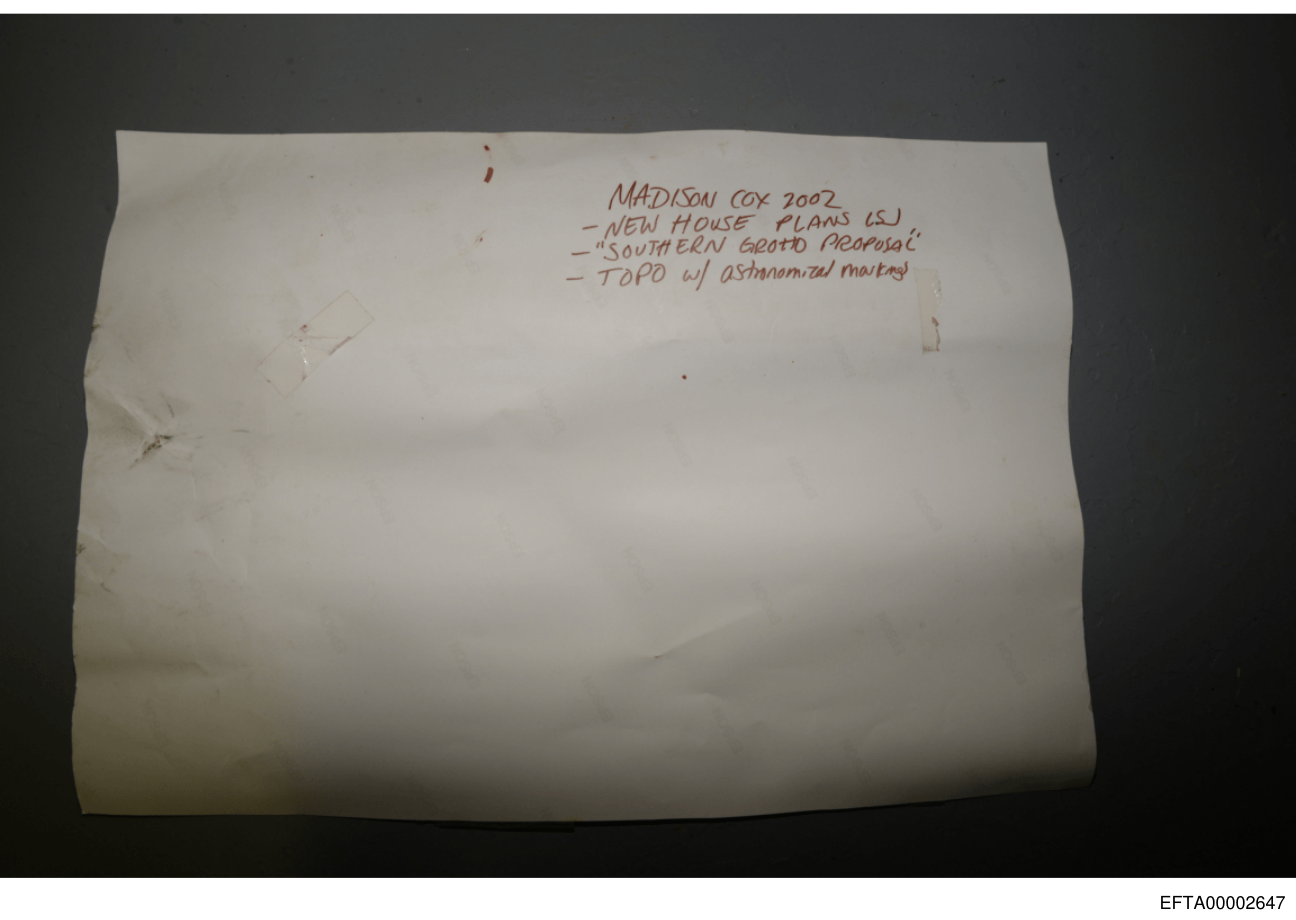 MADISON COX 2002
- NEW HOUSE PLANS LSJ
- "SOUTHERN GROTTO PROPOSAL"
- TOPO w/ astronomical markings
EFTA00002647